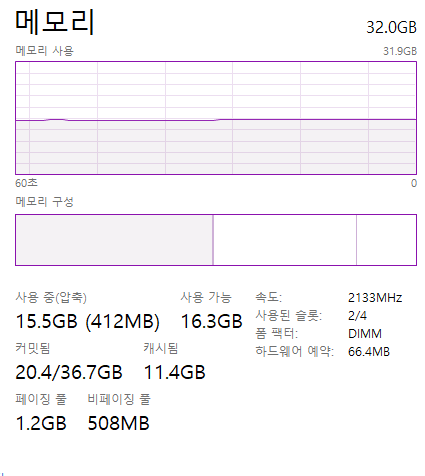 메모리 32.0GB
메모리 사용 31.9GB
60초 0
메모리 구성
사용 중(압축) 사용 가능 속도: 2133MHz
15.5GB (412MB) 16.3GB 사용된 슬롯: 2/4
폼 팩터: DIMM
커밋됨 캐시됨 하드웨어 예약: 66.4MB
20.4/36.7GB 11.4GB
페이징 풀 비페이징 풀
1.2GB 508MB